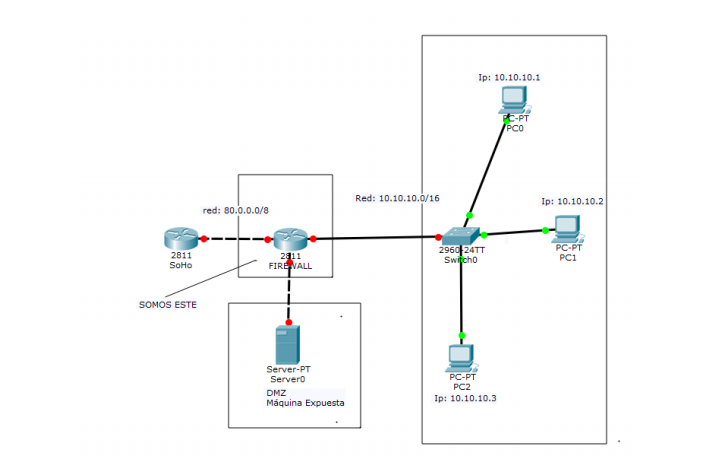 Ip: 10.10.10.1
PC-PT
PC0
Red: 10.10.10.0/16
Ip: 10.10.10.2
red: 80.0.0.0/8
2811
SoHo
2811
FIREWALL
2960-24TT
Switch0
PC-PT
PC1
SOMOS ESTE
Server-PT
Server0
DMZ
Máquina Expuesta
PC-PT
PC2
Ip: 10.10.10.3